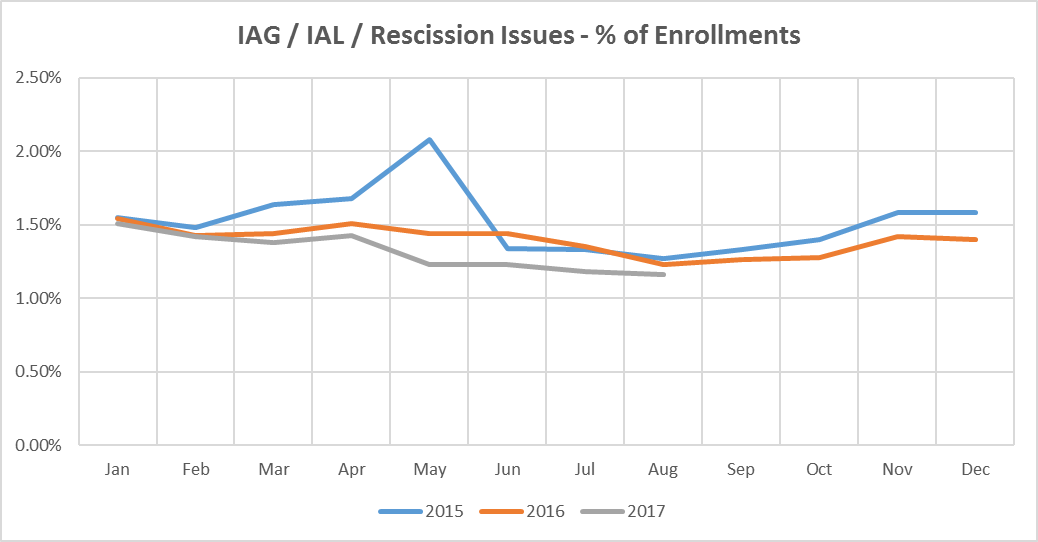 IAG / IAL / Rescission Issues - % of Enrollments
2.50%
2.00%
1.50%
1.00%
0.50%
0.00%
Jan Feb Mar Apr May Jun Jul Aug Sep Oct Nov Dec
2015 2016 2017